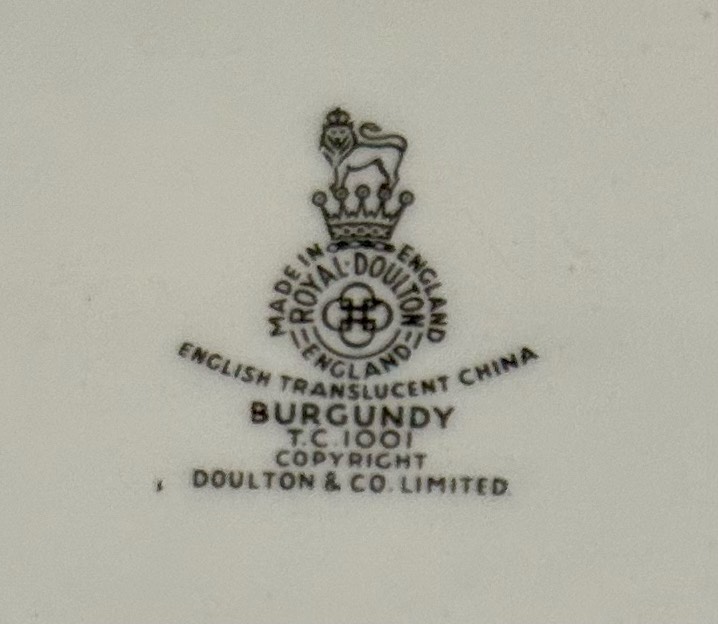 MADE IN ENGLAND
ROYAL·DOULTON
ENGLAND
ENGLISH TRANSLUCENT CHINA
BURGUNDY
T.C.1001
COPYRIGHT
DOULTON & CO. LIMITED.